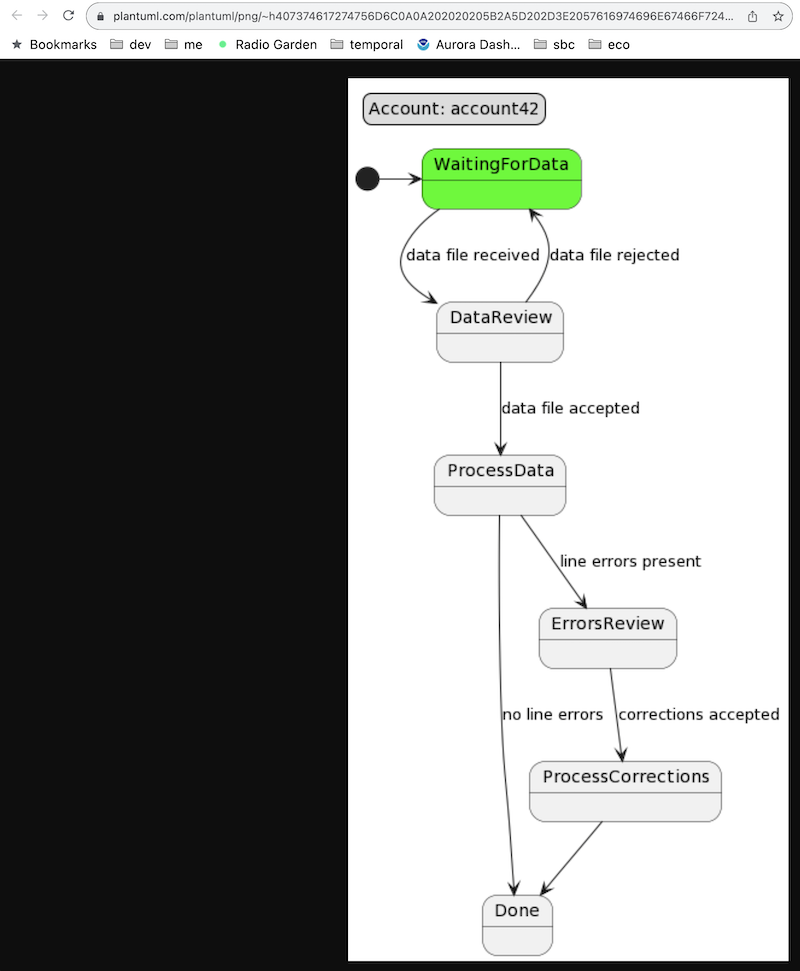 plantuml.com/plantuml/png/~h407374617274756D6C0A0A202020205B2A5D202D3E2057616974696E67466F724...
Bookmarks dev me Radio Garden temporal Aurora Dash... sbc eco
Account: account42
WaitingForData
data file received data file rejected
DataReview
data file accepted
ProcessData
line errors present
ErrorsReview
no line errors corrections accepted
ProcessCorrections
Done